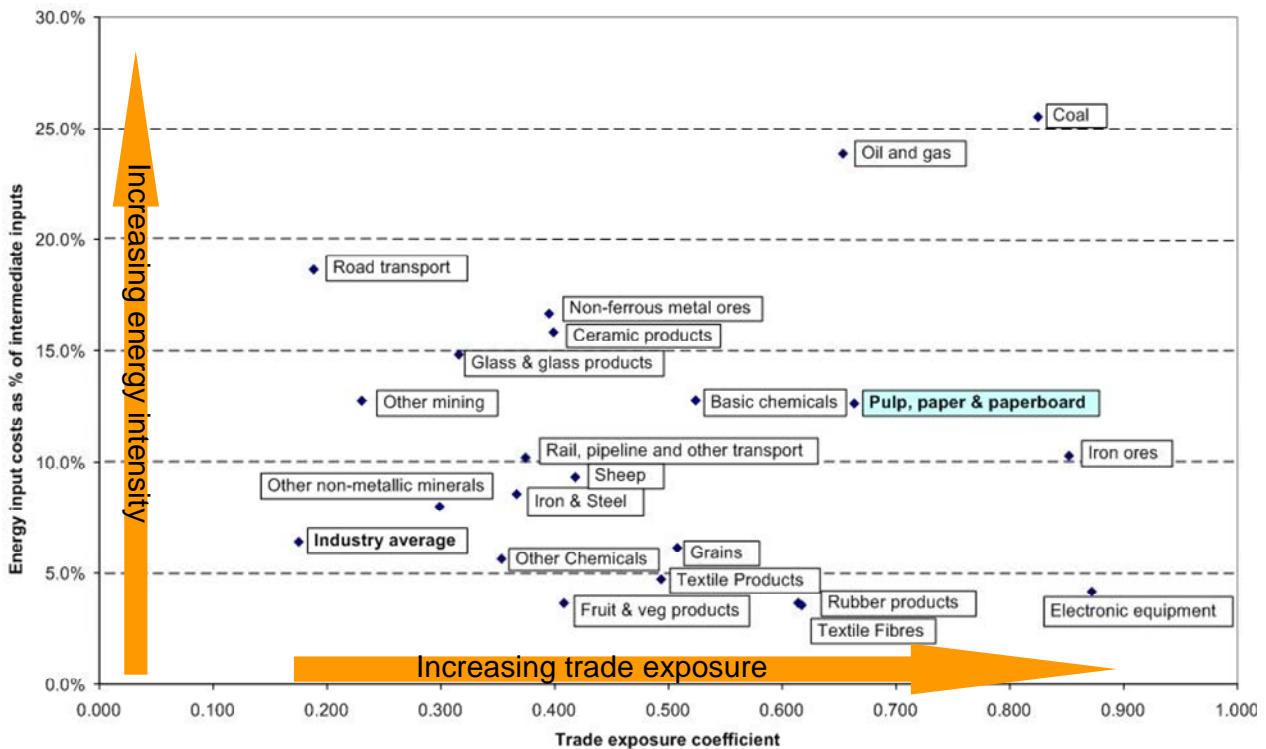 30.0%
25.0%
20.0%
15.0%
10.0%
5.0%
0.0%
Energy input costs as % of intermediate inputs
Increasing energy intensity
Coal
Oil and gas
Road transport
Non-ferrous metal ores
Ceramic products
Glass & glass products
Other mining
Basic chemicals
Pulp, paper & paperboard
Rail, pipeline and other transport
Iron ores
Sheep
Other non-metallic minerals
Iron & Steel
Industry average
Other Chemicals
Grains
Textile Products
Fruit & veg products
Rubber products
Electronic equipment
Textile Fibres
Increasing trade exposure
0.000
0.100
0.200
0.300
0.400
0.500
0.600
0.700
0.800
0.900
1.000
Trade exposure coefficient